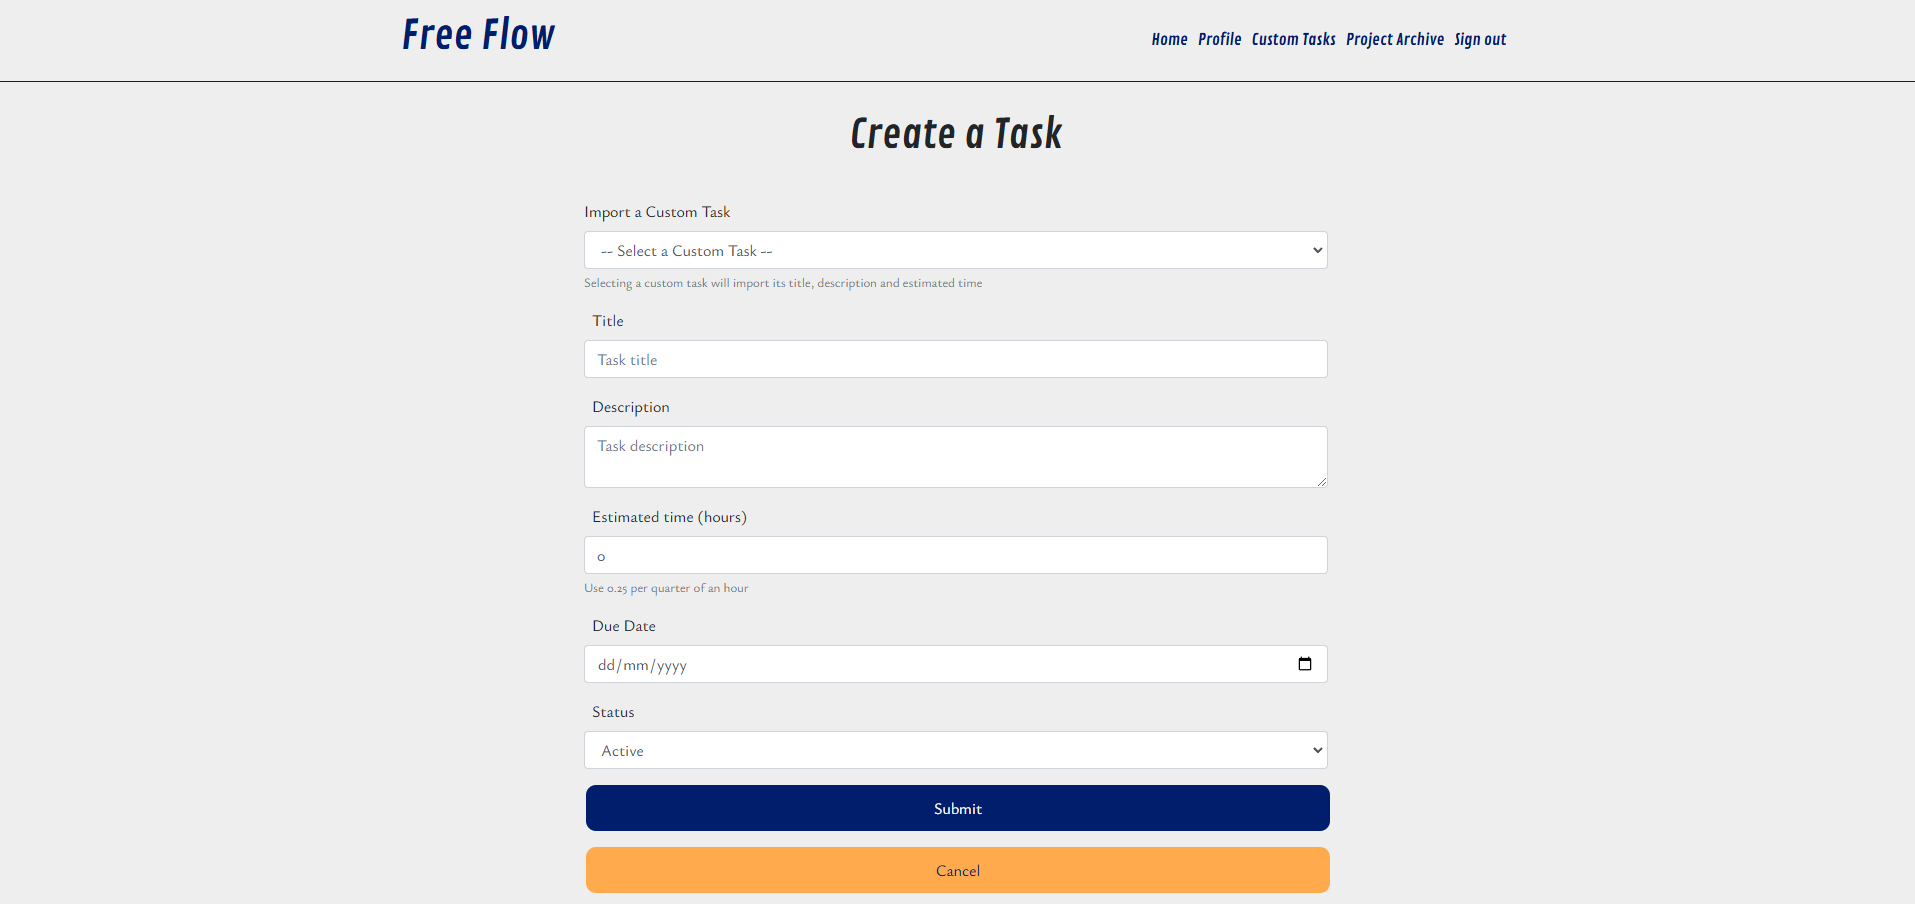 Free Flow
Home Profile Custom Tasks Project Archive Sign out
Create a Task
Import a Custom Task
-- Select a Custom Task --
Selecting a custom task will import its title, description and estimated time
Title
Task title
Description
Task description
Estimated time (hours)
0
Use 0.25 per quarter of an hour
Due Date
dd/mm/yyyy
Status
Active
Submit
Cancel